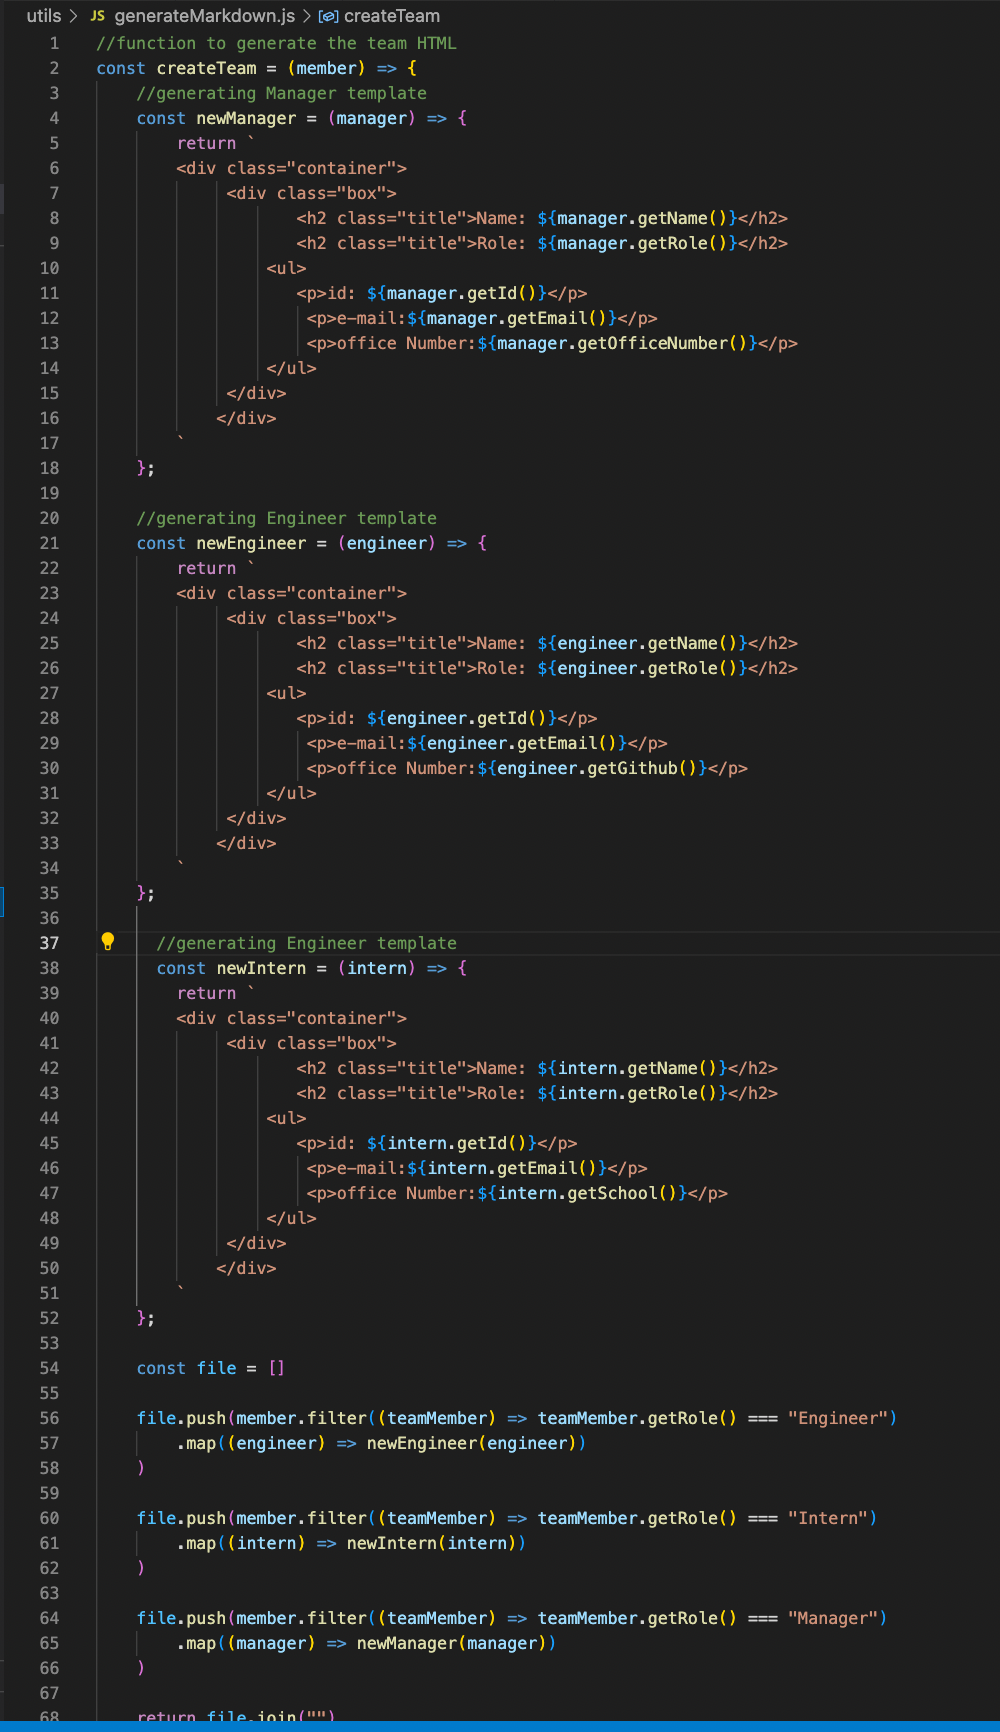 utils > JS generateMarkdown.js > createTeam
1 //function to generate the team HTML
2 const createTeam = (member) => {
3 //generating Manager template
4 const newManager = (manager) => {
5 return `
6 <div class="container">
7 <div class="box">
8 <h2 class="title">Name: ${manager.getName()}</h2>
9 <h2 class="title">Role: ${manager.getRole()}</h2>
10 <ul>
11 <p>id: ${manager.getId()}</p>
12 <p>e-mail:${manager.getEmail()}</p>
13 <p>office Number:${manager.getOfficeNumber()}</p>
14 </ul>
15 </div>
16 </div>
17 `
18 };
19
20 //generating Engineer template
21 const newEngineer = (engineer) => {
22 return `
23 <div class="container">
24 <div class="box">
25 <h2 class="title">Name: ${engineer.getName()}</h2>
26 <h2 class="title">Role: ${engineer.getRole()}</h2>
27 <ul>
28 <p>id: ${engineer.getId()}</p>
29 <p>e-mail:${engineer.getEmail()}</p>
30 <p>office Number:${engineer.getGithub()}</p>
31 </ul>
32 </div>
33 </div>
34 `
35 };
36
37 //generating Engineer template
38 const newIntern = (intern) => {
39 return `
40 <div class="container">
41 <div class="box">
42 <h2 class="title">Name: ${intern.getName()}</h2>
43 <h2 class="title">Role: ${intern.getRole()}</h2>
44 <ul>
45 <p>id: ${intern.getId()}</p>
46 <p>e-mail:${intern.getEmail()}</p>
47 <p>office Number:${intern.getSchool()}</p>
48 </ul>
49 </div>
50 </div>
51 `
52 };
53
54 const file = []
55
56 file.push(member.filter((teamMember) => teamMember.getRole() === "Engineer")
57 .map((engineer) => newEngineer(engineer))
58 )
59
60 file.push(member.filter((teamMember) => teamMember.getRole() === "Intern")
61 .map((intern) => newIntern(intern))
62 )
63
64 file.push(member.filter((teamMember) => teamMember.getRole() === "Manager")
65 .map((manager) => newManager(manager))
66 )
67
68 return file.join("")